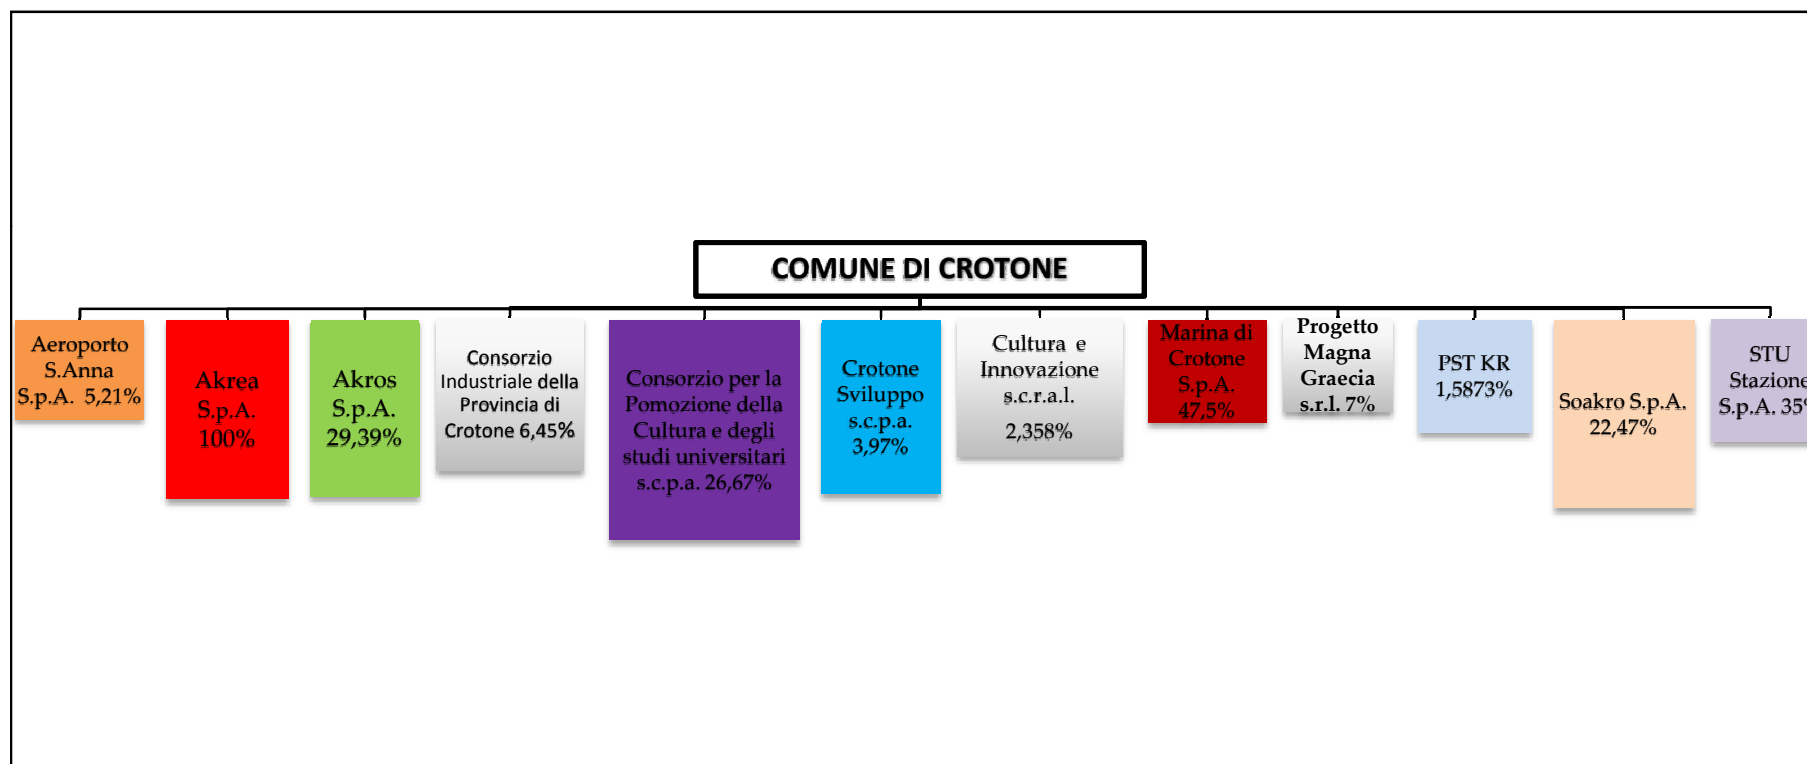 COMUNE DI CROTONE
Aeroporto
S.Anna
S.p.A. 5,21%
Akrea
S.p.A.
100%
Akros
S.p.A.
29,39%
Consorzio
Industriale della
Provincia di
Crotone 6,45%
Consorzio per la
Pomozione della
Cultura e degli
studi universitari
s.c.p.a. 26,67%
Crotone
Sviluppo
s.c.p.a.
3,97%
Cultura e
Innovazione
s.c.r.a.l.
2,358%
Marina di
Crotone
S.p.A.
47,5%
Progetto
Magna
Graecia
s.r.l. 7%
PST KR
1,5873%
Soakro S.p.A.
22,47%
STU
Stazione
S.p.A. 35%